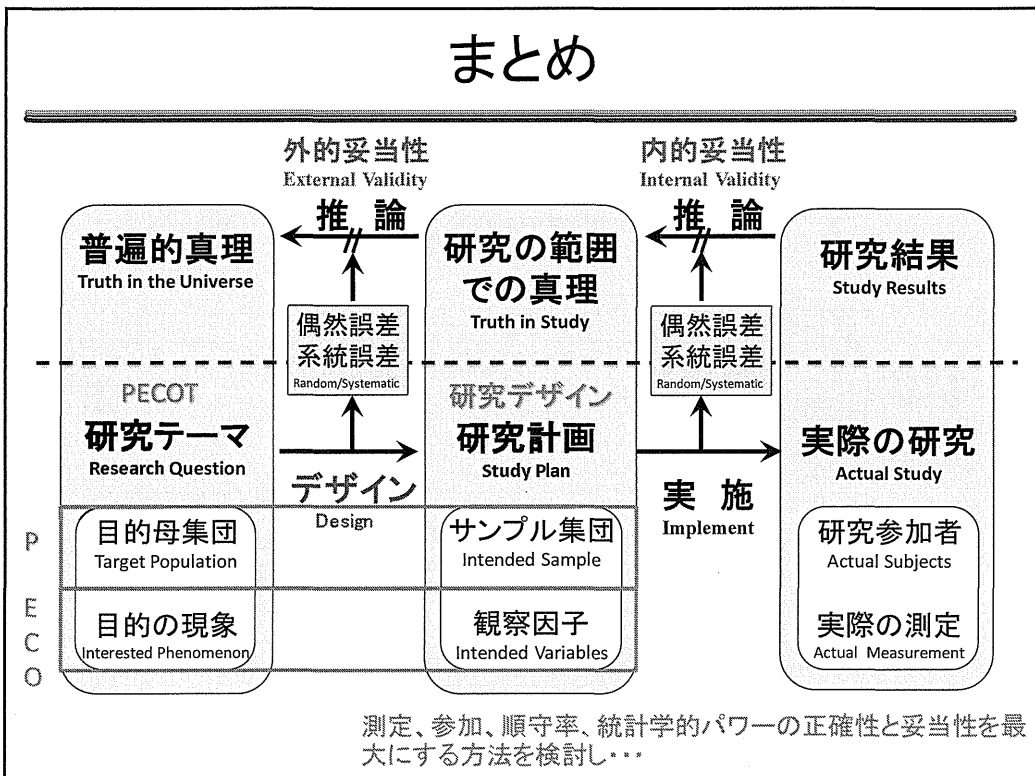 まとめ
外的妥当性
External Validity
推 論
内的妥当性
Internal Validity
推 論
普遍的真理
Truth in the Universe
研究の範囲
での真理
Truth in Study
研究結果
Study Results
偶然誤差
系統誤差
Random/Systematic
偶然誤差
系統誤差
Random/Systematic
PECOT
研究テーマ
Research Question
デザイン
Design
研究デザイン
研究計画
Study Plan
実 施
Implement
実際の研究
Actual Study
P
目的母集団
Target Population
サンプル集団
Intended Sample
研究参加者
Actual Subjects
E
C
O
目的の現象
Interested Phenomenon
観察因子
Intended Variables
実際の測定
Actual Measurement
測定、参加、順守率、統計学的パワーの正確性と妥当性を最
大にする方法を検討し・・・